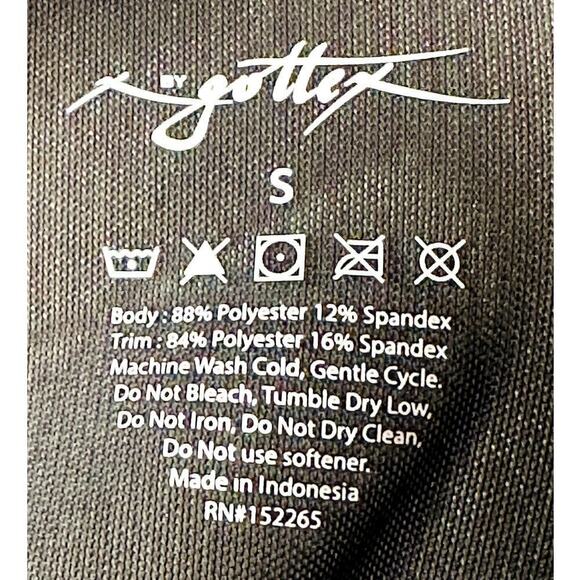 X BY gottex
S
Body : 88% Polyester 12% Spandex
Trim : 84% Polyester 16% Spandex
Machine Wash Cold, Gentle Cycle.
Do Not Bleach, Tumble Dry Low,
Do Not Iron, Do Not Dry Clean,
Do Not use softener.
Made in Indonesia
RN#152265